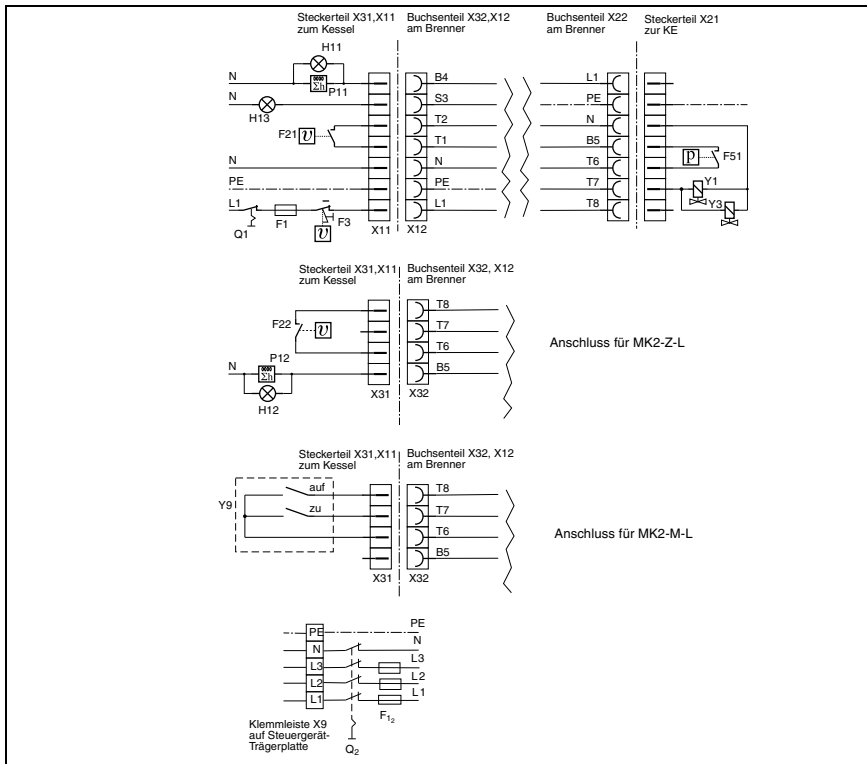 Steckerteil X31,X11
zum Kessel
Buchsenteil X32,X12
am Brenner
Buchsenteil X22
am Brenner
Steckerteil X21
zur KE
H11
N
0000
Σh
P11
B4
L1
N
H13
S3
PE
F21
v
T2
N
T1
B5
p
F51
N
N
T6
PE
PE
T7
Y1
L1
L1
T8
Y3
Q1
F1
F3
v
X11
X12
Steckerteil X31,X11
zum Kessel
Buchsenteil X32, X12
am Brenner
T8
F22
v
T7
Anschluss für MK2-Z-L
P12
T6
N
0000
Σh
B5
H12
X31
X32
Steckerteil X31,X11
zum Kessel
Buchsenteil X32, X12
am Brenner
Y9
auf
T8
zu
T7
T6
Anschluss für MK2-M-L
B5
X31
X32
PE
PE
N
N
L3
L3
L2
L2
L1
L1
Klemmleiste X9
auf Steuergerät-
Trägerplatte
F12
Q2